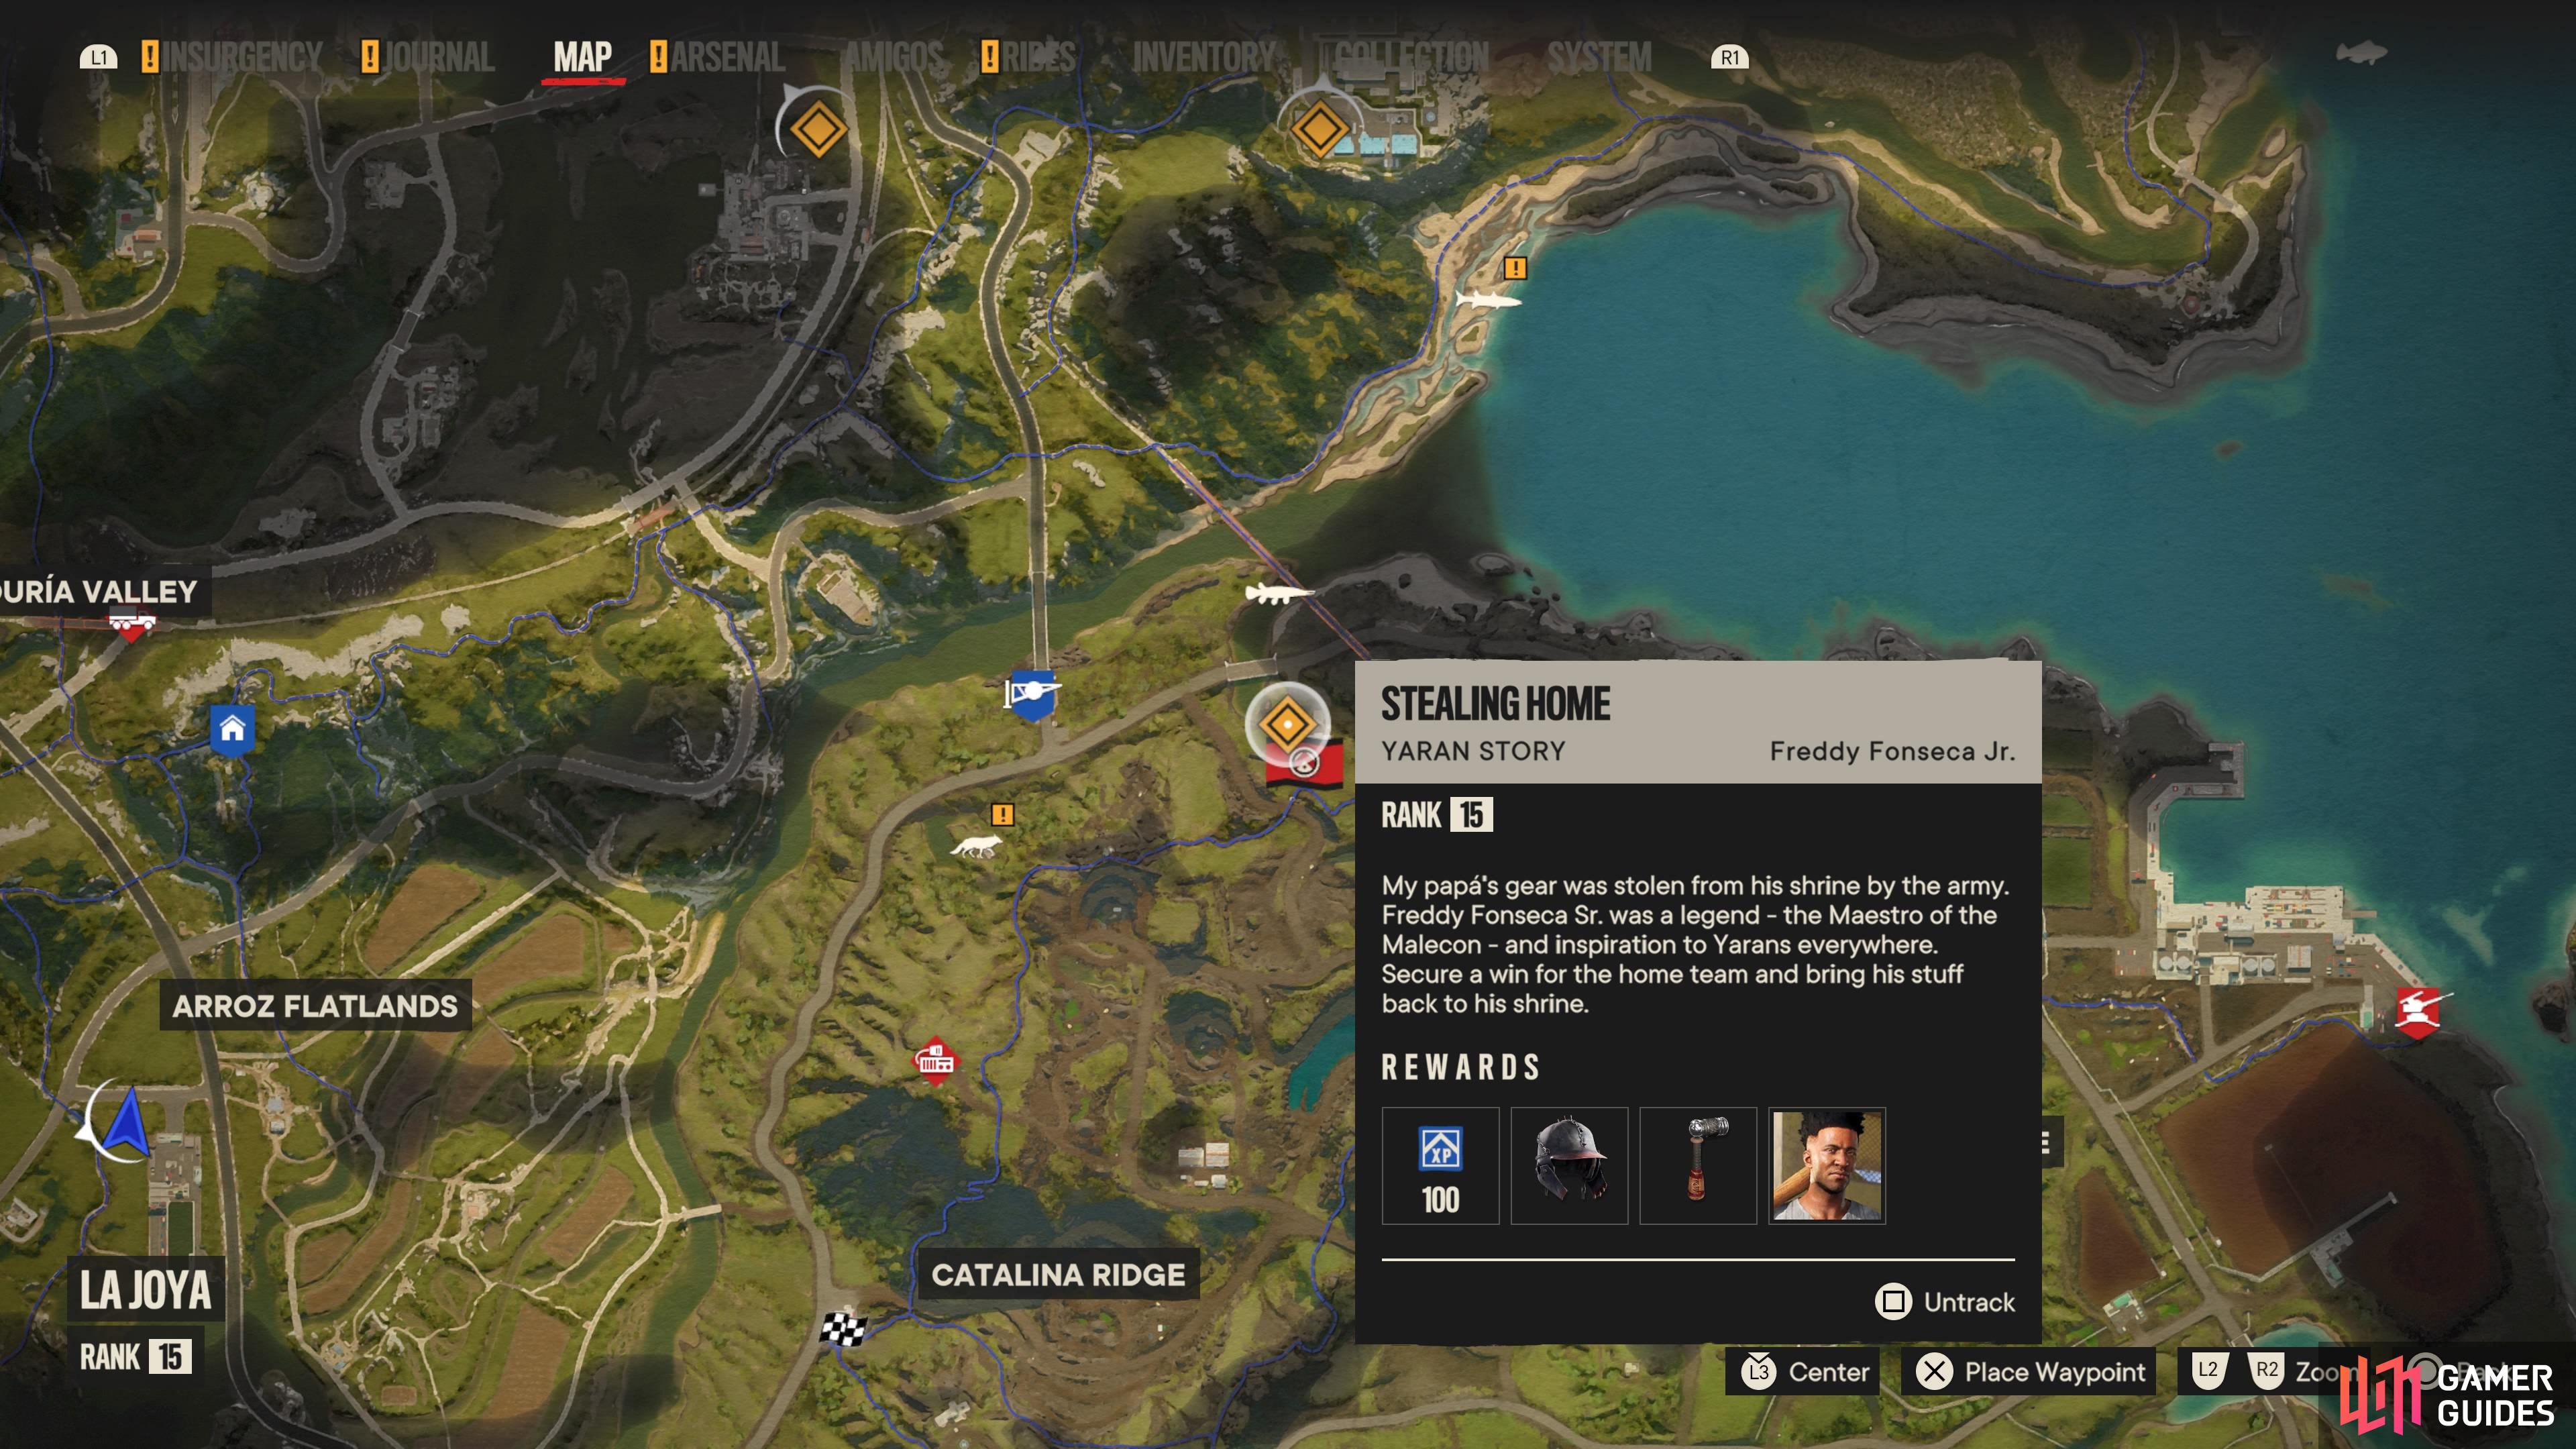 L1 ! INSURGENCY ! JOURNAL MAP ! ARSENAL AMIGOS ! RIDES INVENTORY COLLECTION SYSTEM R1
!
OURÍA VALLEY
STEALING HOME
YARAN STORY Freddy Fonseca Jr.
RANK 15
!
My papá's gear was stolen from his shrine by the army.
Freddy Fonseca Sr. was a legend - the Maestro of the
Malecon - and inspiration to Yarans everywhere.
Secure a win for the home team and bring his stuff
back to his shrine.
ARROZ FLATLANDS
REWARDS
XP
100
E
CATALINA RIDGE
LA JOYA
RANK 15
Untrack
L3 Center Place Waypoint L2 R2 Zoom
GAMER
GUIDES